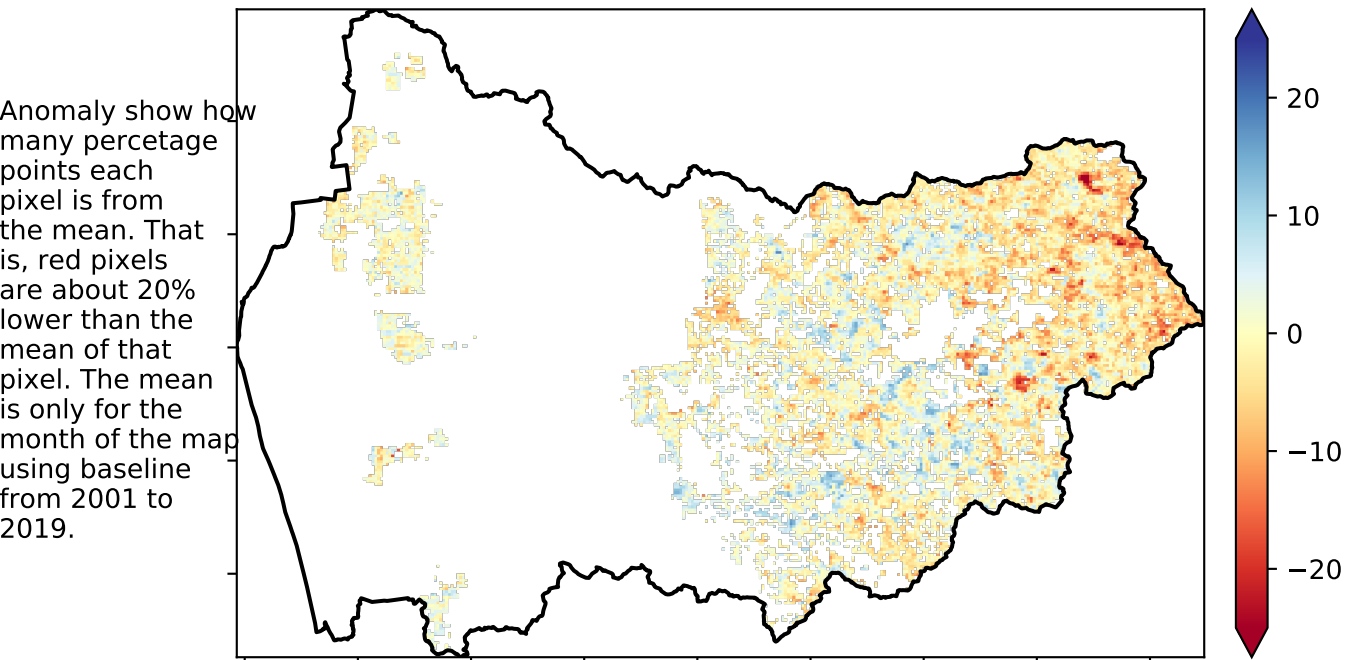 Anomaly show how
many percetage
points each
pixel is from
the mean. That
is, red pixels
are about 20%
lower than the
mean of that
pixel. The mean
is only for the
month of the map
using baseline
from 2001 to
2019.
20
10
0
−10
−20